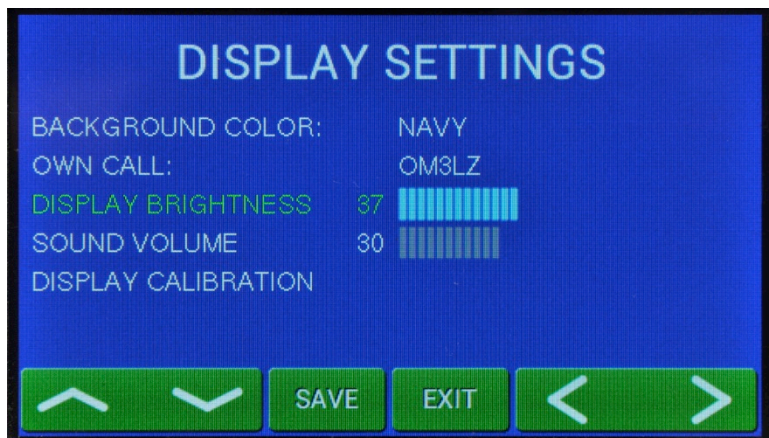 DISPLAY SETTINGS
BACKGROUND COLOR: NAVY
OWN CALL: OM3LZ
DISPLAY BRIGHTNESS 37
SOUND VOLUME 30
DISPLAY CALIBRATION
SAVE EXIT